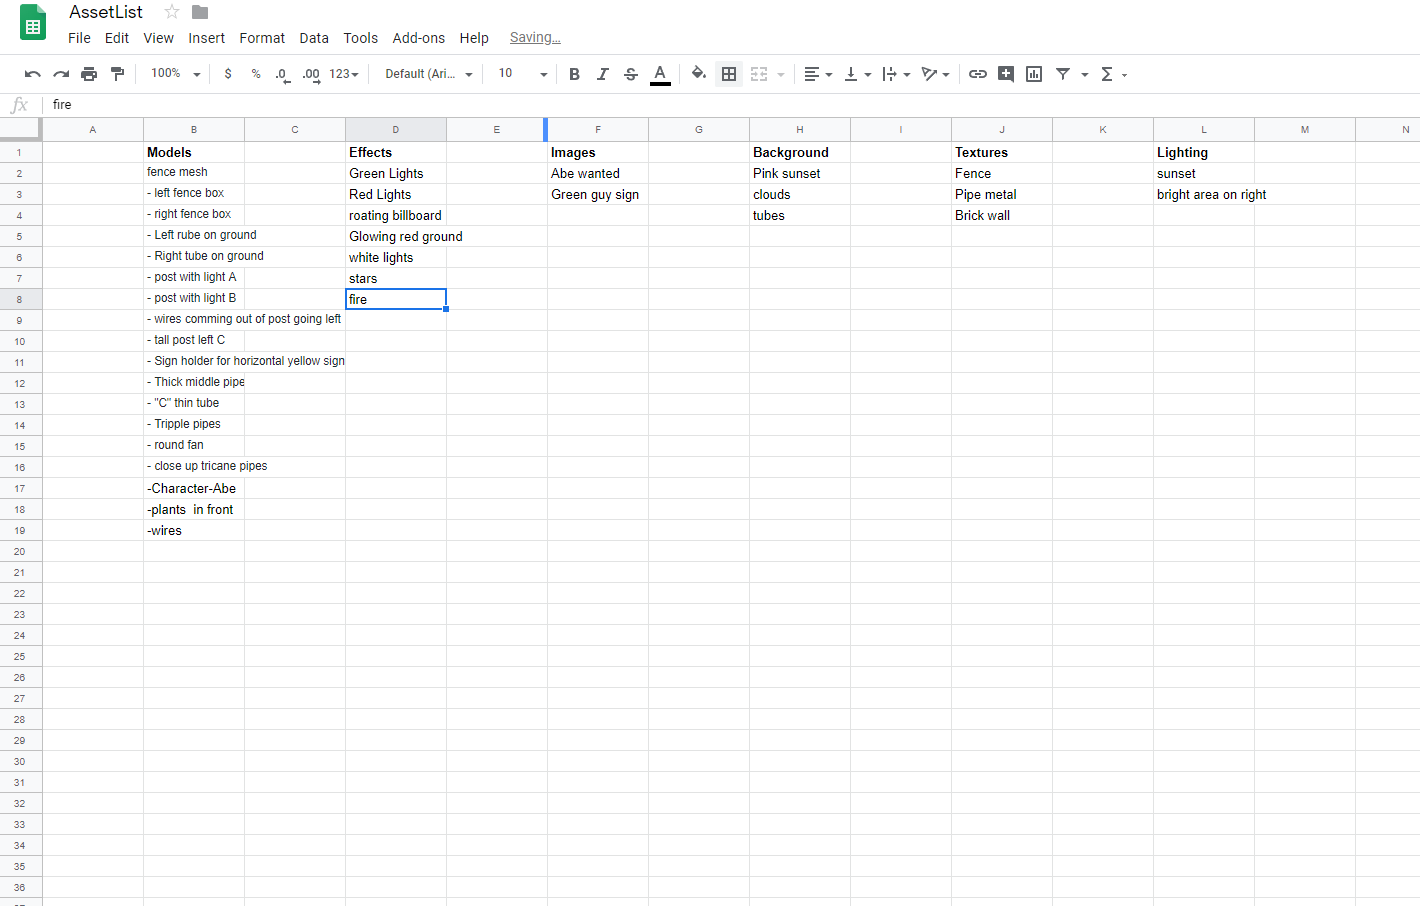 AssetList
File Edit View Insert Format Data Tools Add-ons Help Saving...
100% $ % .0 .00 123 Default (Ari... 10 B I S A
fx fire
A B C D E F G H I J K L M N
1 Models Effects Images Background Textures Lighting
2 fence mesh Green Lights Abe wanted Pink sunset Fence sunset
3 - left fence box Red Lights Green guy sign clouds Pipe metal bright area on right
4 - right fence box roating billboard tubes Brick wall
5 - Left rube on ground Glowing red ground
6 - Right tube on ground white lights
7 - post with light A stars
8 - post with light B fire
9 - wires comming out of post going left
10 - tall post left C
11 - Sign holder for horizontal yellow sign
12 - Thick middle pipe
13 - "C" thin tube
14 - Tripple pipes
15 - round fan
16 - close up tricane pipes
17 -Character-Abe
18 -plants  in front
19 -wires
20
21
22
23
24
25
26
27
28
29
30
31
32
33
34
35
36